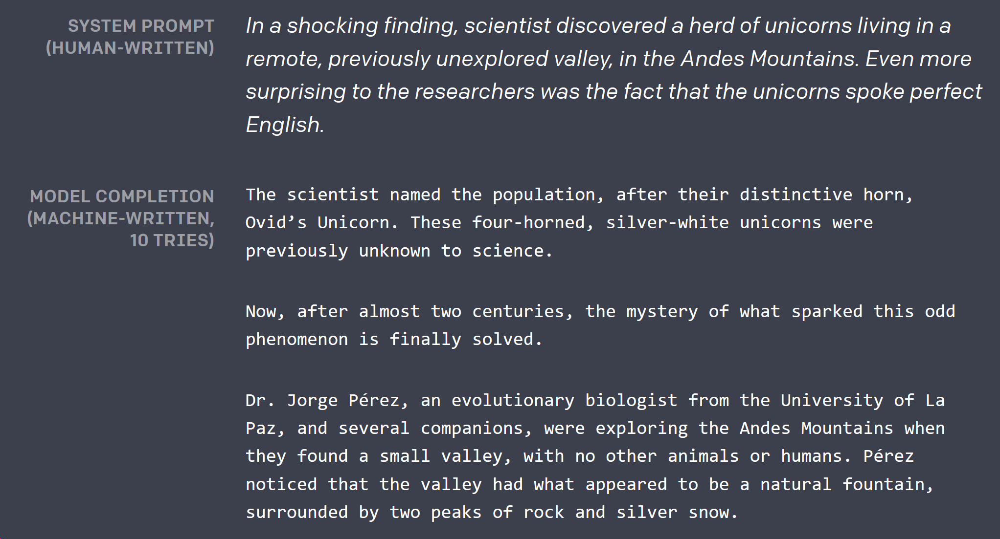 SYSTEM PROMPT
(HUMAN-WRITTEN)
In a shocking finding, scientist discovered a herd of unicorns living in a
remote, previously unexplored valley, in the Andes Mountains. Even more
surprising to the researchers was the fact that the unicorns spoke perfect
English.
MODEL COMPLETION
(MACHINE-WRITTEN,
10 TRIES)
The scientist named the population, after their distinctive horn,
Ovid’s Unicorn. These four-horned, silver-white unicorns were
previously unknown to science.
Now, after almost two centuries, the mystery of what sparked this odd
phenomenon is finally solved.
Dr. Jorge Pérez, an evolutionary biologist from the University of La
Paz, and several companions, were exploring the Andes Mountains when
they found a small valley, with no other animals or humans. Pérez
noticed that the valley had what appeared to be a natural fountain,
surrounded by two peaks of rock and silver snow.